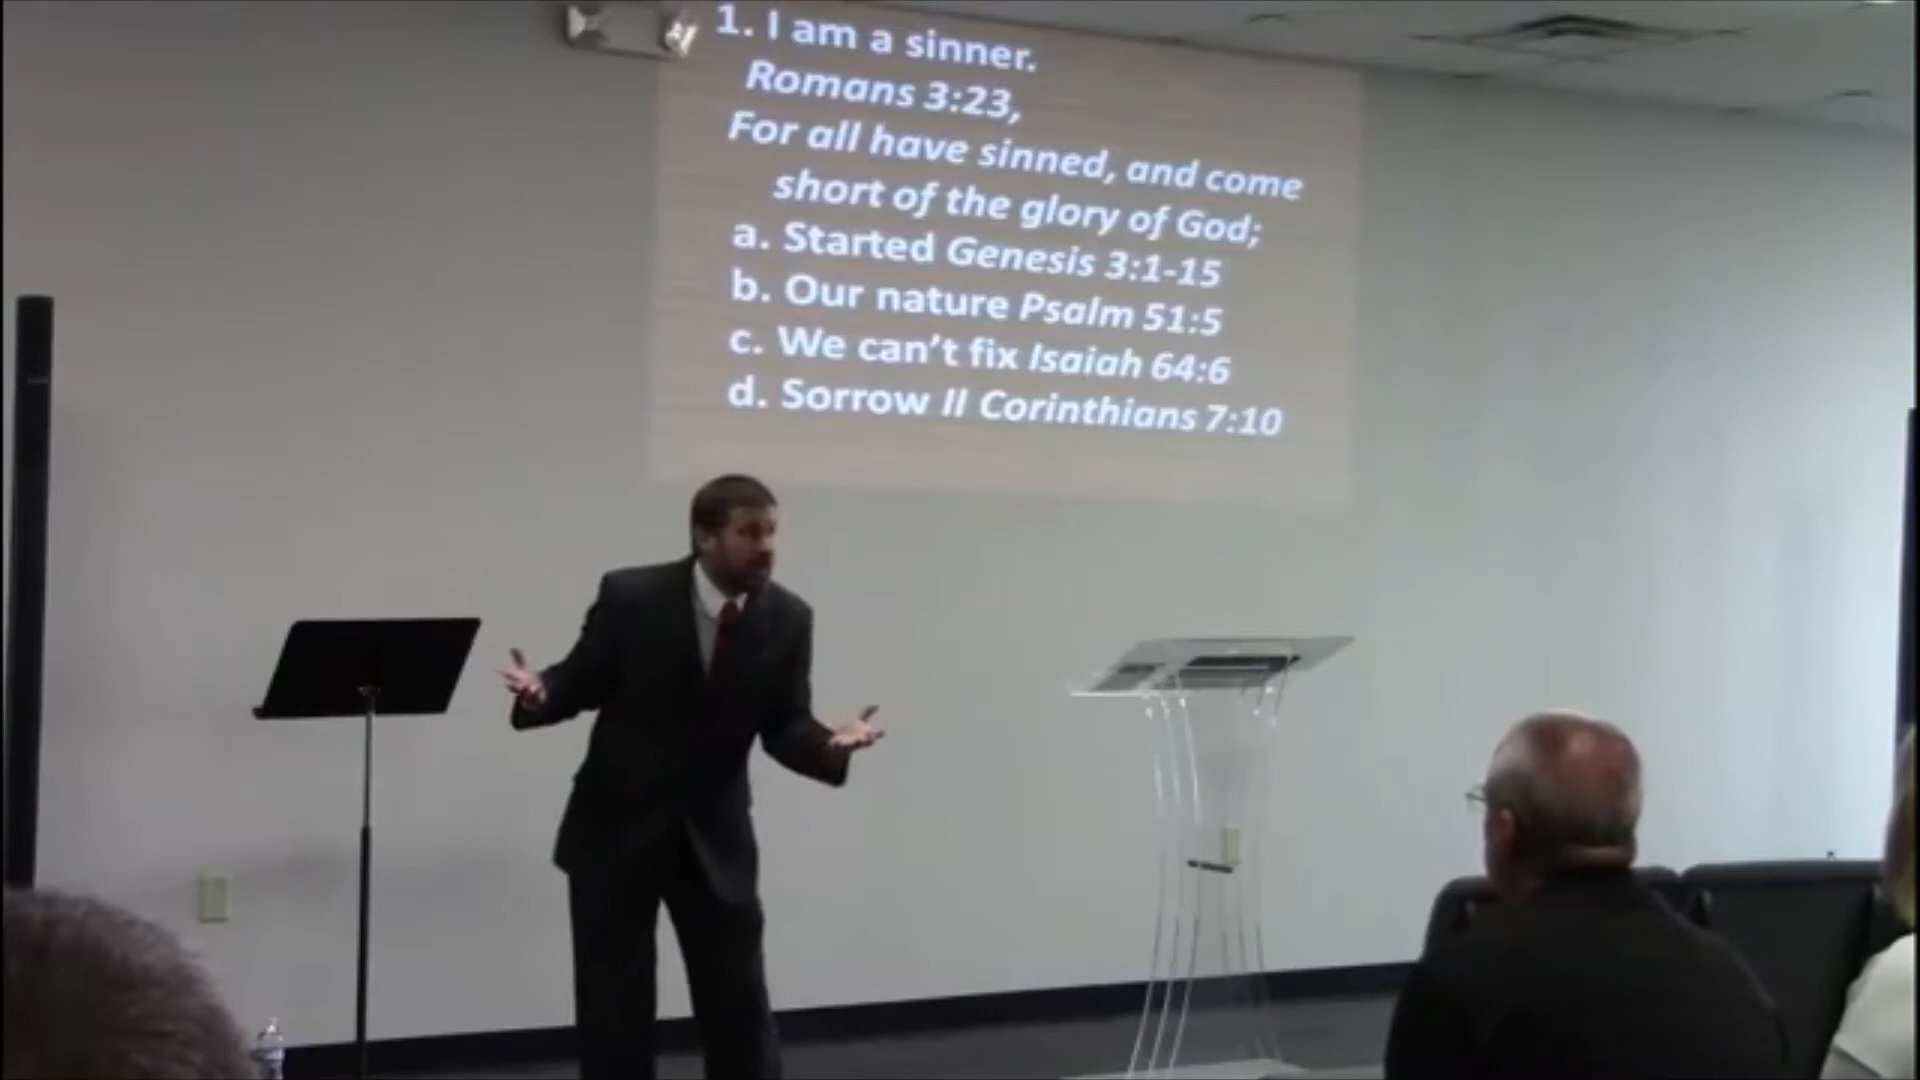 1. I am a sinner.
Romans 3:23,
For all have sinned, and come
short of the glory of God;
a. Started Genesis 3:1-15
b. Our nature Psalm 51:5
c. We can’t fix Isaiah 64:6
d. Sorrow II Corinthians 7:10